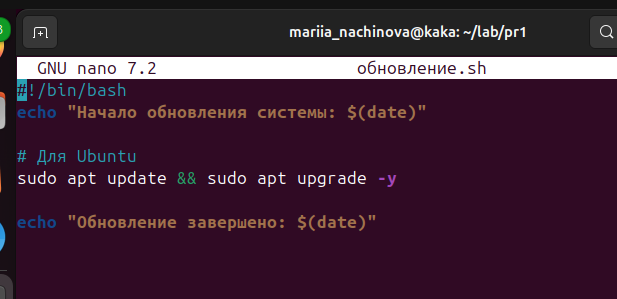 mariia_nachinova@kaka: ~/lab/pr1
GNU nano 7.2 обновление.sh
#!/bin/bash
echo "Начало обновления системы: $(date)"
# Для Ubuntu
sudo apt update && sudo apt upgrade -y
echo "Обновление завершено: $(date)"